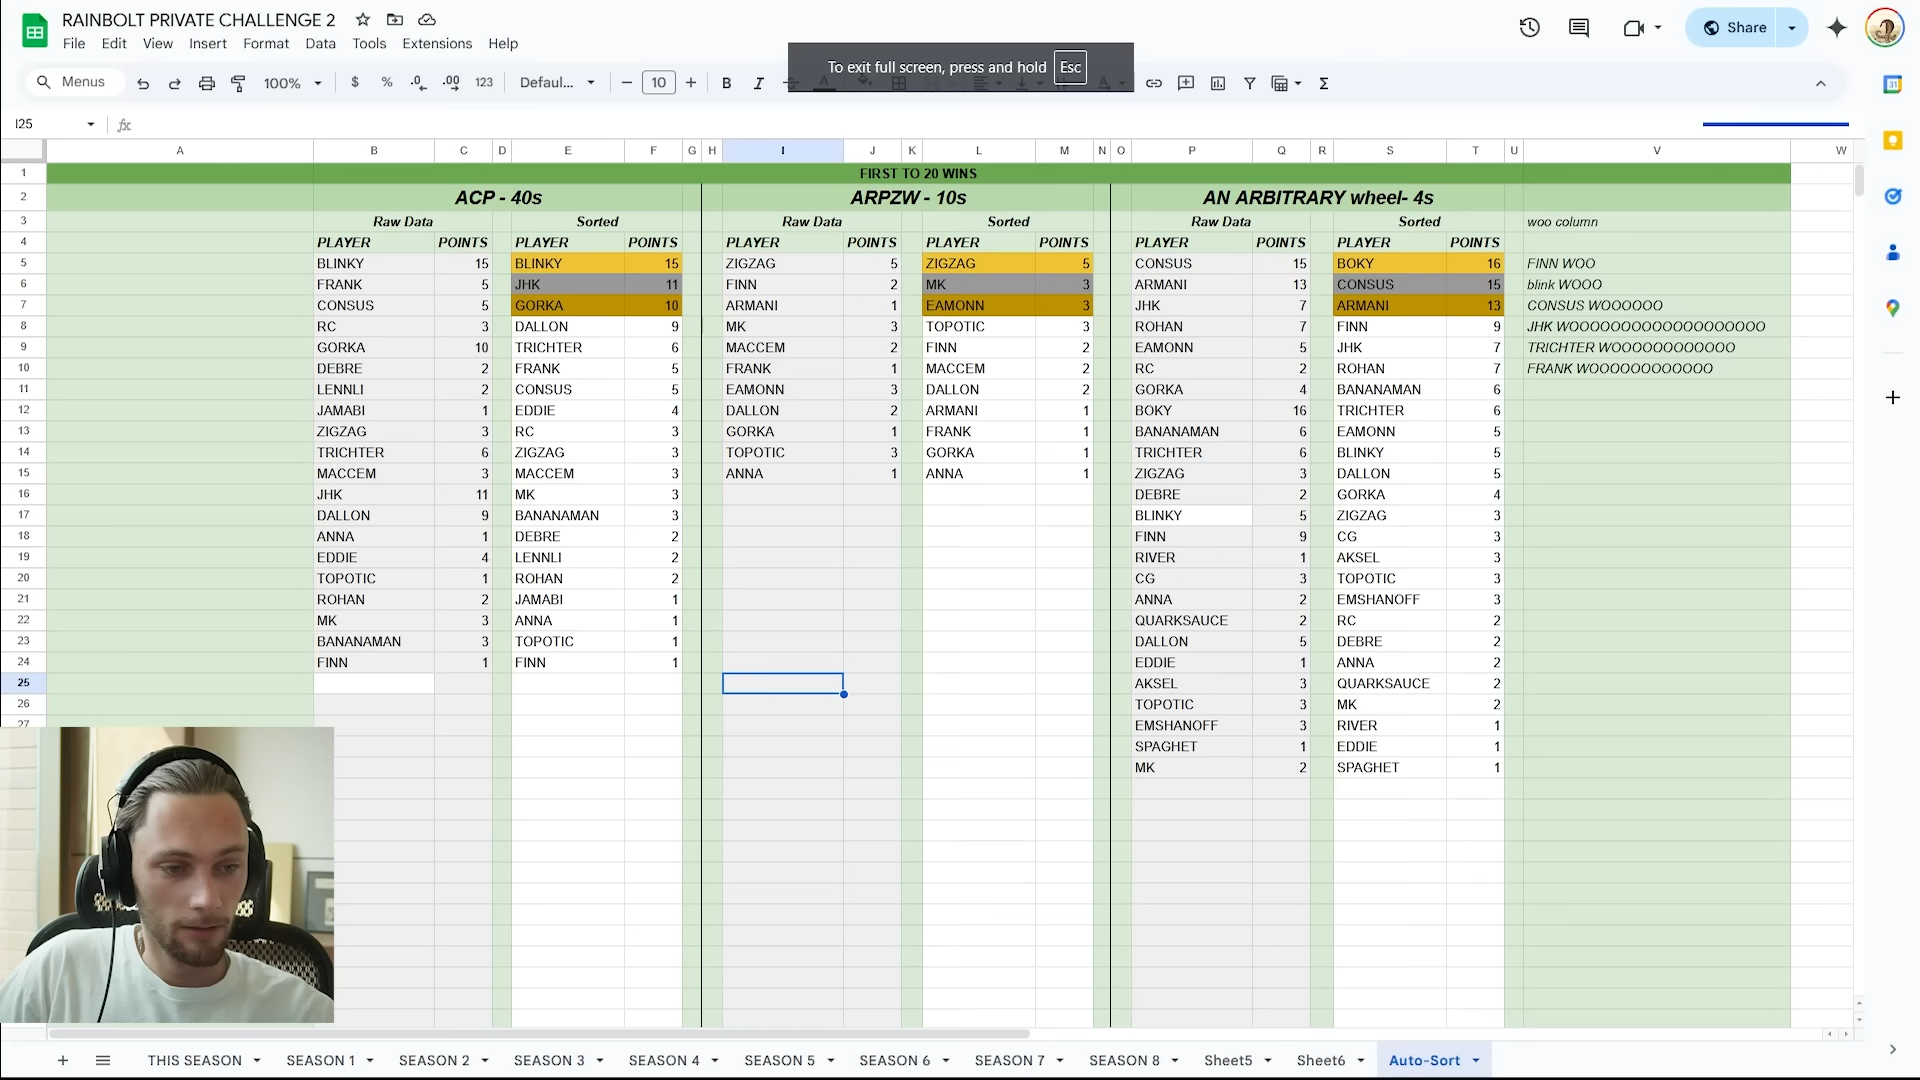 RAINBOLT PRIVATE CHALLENGE 2
File Edit View Insert Format Data Tools Extensions Help
Share
To exit full screen, press and hold Esc
Menus 100% $ % .0 .00 123 Defaul... 10 B I
I25 fx
A B C D E F G H I J K L M N O P Q R S T U V W
1 FIRST TO 20 WINS
2 ACP - 40s ARPZW - 10s AN ARBITRARY wheel- 4s
3 Raw Data Sorted Raw Data Sorted Raw Data Sorted woo column
4 PLAYER POINTS PLAYER POINTS PLAYER POINTS PLAYER POINTS PLAYER POINTS PLAYER POINTS
5 BLINKY 15 BLINKY 15 ZIGZAG 5 ZIGZAG 5 CONSUS 15 BOKY 16 FINN WOO
6 FRANK 5 JHK 11 FINN 2 MK 3 ARMANI 13 CONSUS 15 blink WOOO
7 CONSUS 5 GORKA 10 ARMANI 1 EAMONN 3 JHK 7 ARMANI 13 CONSUS WOOOOOO
8 RC 3 DALLON 9 MK 3 TOPOTIC 3 ROHAN 7 FINN 9 JHK WOOOOOOOOOOOOOOOOOOO
9 GORKA 10 TRICHTER 6 MACCEM 2 FINN 2 EAMONN 5 JHK 7 TRICHTER WOOOOOOOOOOOO
10 DEBRE 2 FRANK 5 FRANK 1 MACCEM 2 RC 2 ROHAN 7 FRANK WOOOOOOOOOOOO
11 LENNLI 2 CONSUS 5 EAMONN 3 DALLON 2 GORKA 4 BANANAMAN 6
12 JAMABI 1 EDDIE 4 DALLON 2 ARMANI 1 BOKY 16 TRICHTER 6
13 ZIGZAG 3 RC 3 GORKA 1 FRANK 1 BANANAMAN 6 EAMONN 5
14 TRICHTER 6 ZIGZAG 3 TOPOTIC 3 GORKA 1 TRICHTER 6 BLINKY 5
15 MACCEM 3 MACCEM 3 ANNA 1 ANNA 1 ZIGZAG 3 DALLON 5
16 JHK 11 MK 3 DEBRE 2 GORKA 4
17 DALLON 9 BANANAMAN 3 BLINKY 5 ZIGZAG 3
18 ANNA 1 DEBRE 2 FINN 9 CG 3
19 EDDIE 4 LENNLI 2 RIVER 1 AKSEL 3
20 TOPOTIC 1 ROHAN 2 CG 3 TOPOTIC 3
21 ROHAN 2 JAMABI 1 ANNA 2 EMSHANOFF 3
22 MK 3 ANNA 1 QUARKSAUCE 2 RC 2
23 BANANAMAN 3 TOPOTIC 1 DALLON 5 DEBRE 2
24 FINN 1 FINN 1 EDDIE 1 ANNA 2
25 AKSEL 3 QUARKSAUCE 2
26 TOPOTIC 3 MK 2
27 EMSHANOFF 3 RIVER 1
SPAGHET 1 EDDIE 1
MK 2 SPAGHET 1
THIS SEASON SEASON 1 SEASON 2 SEASON 3 SEASON 4 SEASON 5 SEASON 6 SEASON 7 SEASON 8 Sheet5 Sheet6 Auto-Sort